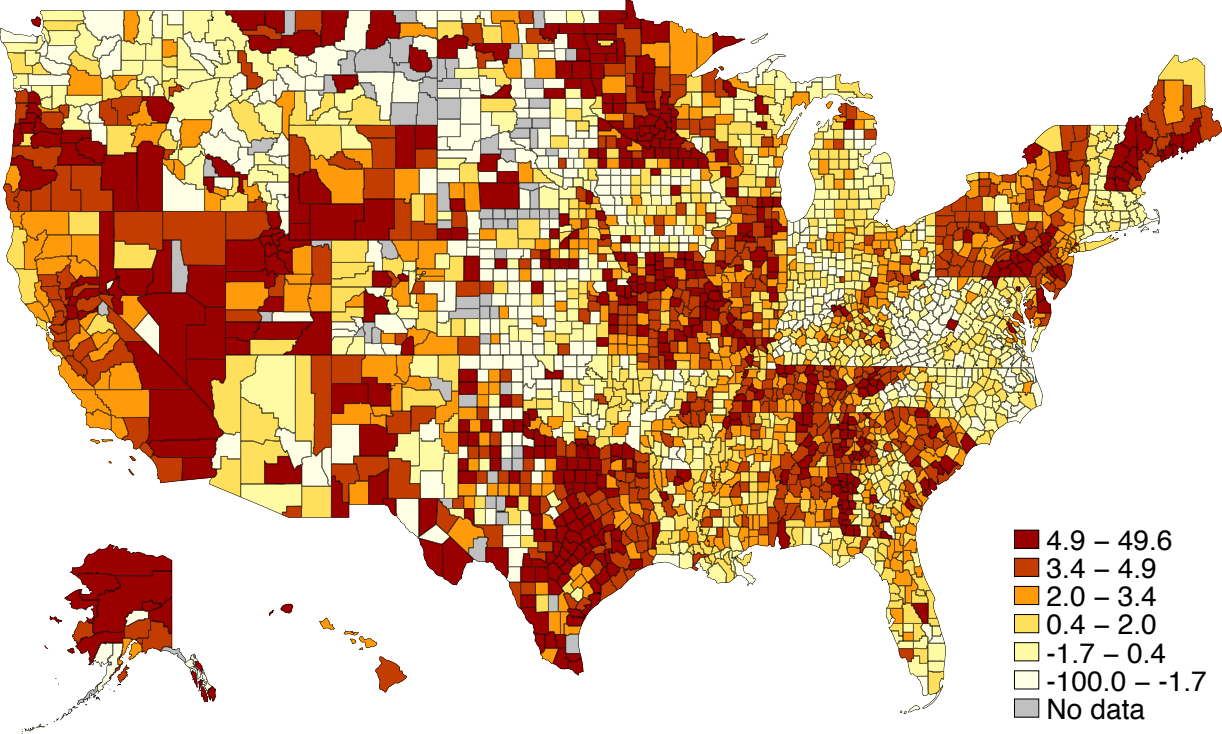 4.9 – 49.6
3.4 – 4.9
2.0 – 3.4
0.4 – 2.0
-1.7 – 0.4
-100.0 – -1.7
No data